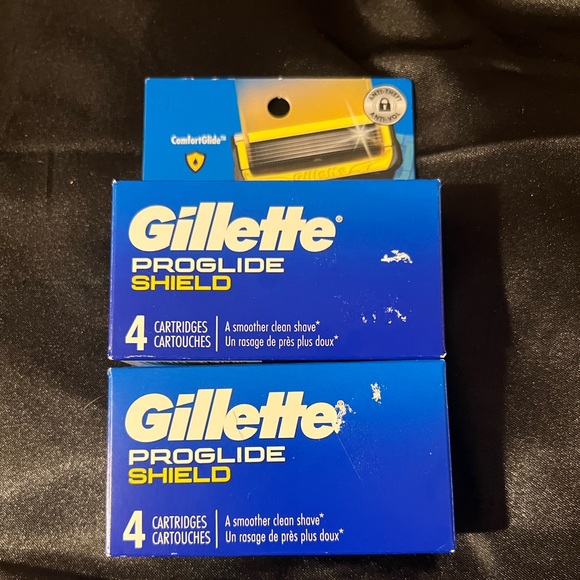 ANTI-THEFT
ANTI-VOL
ComfortGlide™
Gillette®
PROGLIDE
SHIELD
4 CARTRIDGES
CARTOUCHES
A smoother clean shave*
Un rasage de près plus doux*
Gillette®
PROGLIDE
SHIELD
4 CARTRIDGES
CARTOUCHES
A smoother clean shave*
Un rasage de près plus doux*